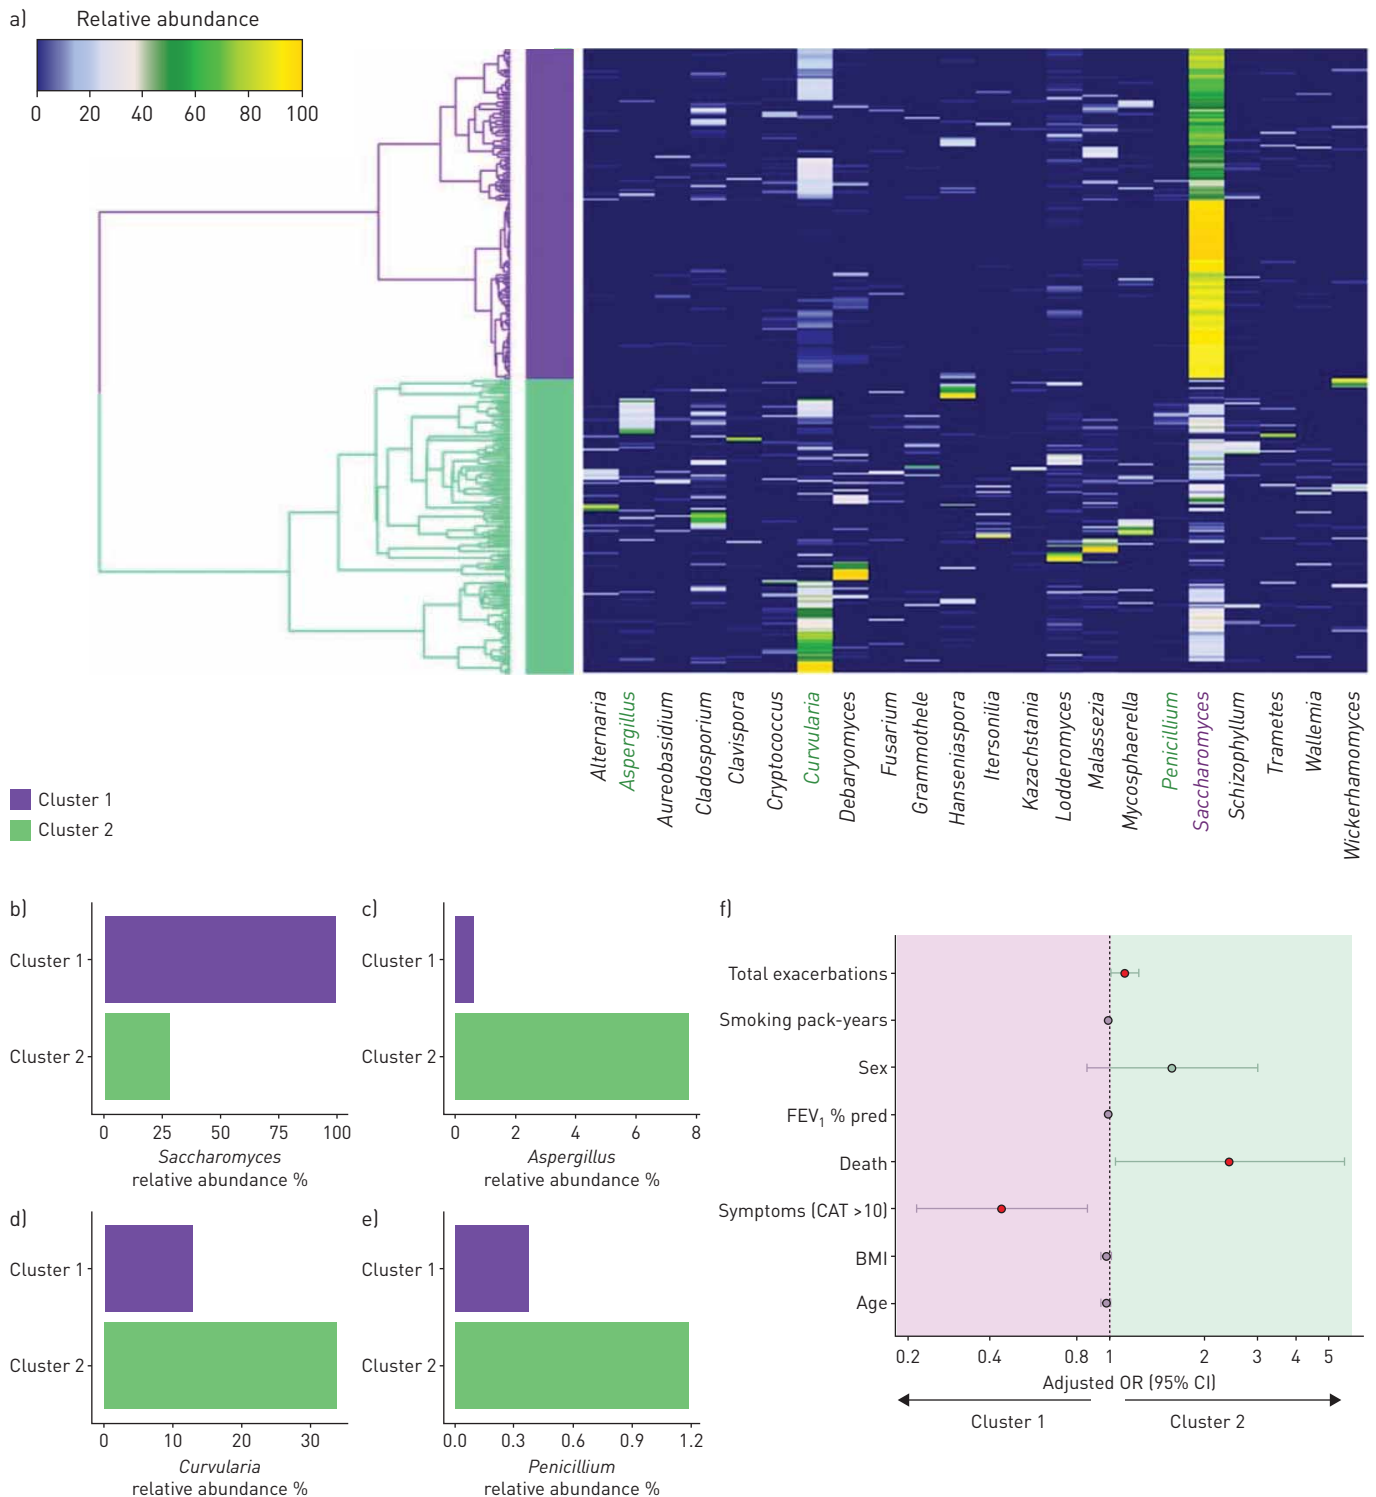 a)
Relative abundance
0 20 40 60 80 100
Alternaria
Aspergillus
Aureobasidium
Cladosporium
Clavispora
Cryptococcus
Curvularia
Debaryomyces
Fusarium
Grammothele
Hanseniaspora
Itersonilia
Kazachstania
Lodderomyces
Malassezia
Mycosphaerella
Penicillium
Saccharomyces
Schizophyllum
Trametes
Wallemia
Wickerhamomyces
Cluster 1
Cluster 2
b)
Cluster 1
Cluster 2
0 25 50 75 100
Saccharomyces
relative abundance %
c)
Cluster 1
Cluster 2
0 2 4 6 8
Aspergillus
relative abundance %
d)
Cluster 1
Cluster 2
0 10 20 30
Curvularia
relative abundance %
e)
Cluster 1
Cluster 2
0.0 0.3 0.6 0.9 1.2
Penicillium
relative abundance %
f)
Total exacerbations
Smoking pack-years
Sex
FEV1 % pred
Death
Symptoms (CAT >10)
BMI
Age
0.2 0.4 0.8 1 2 3 4 5
Adjusted OR (95% CI)
Cluster 1 Cluster 2